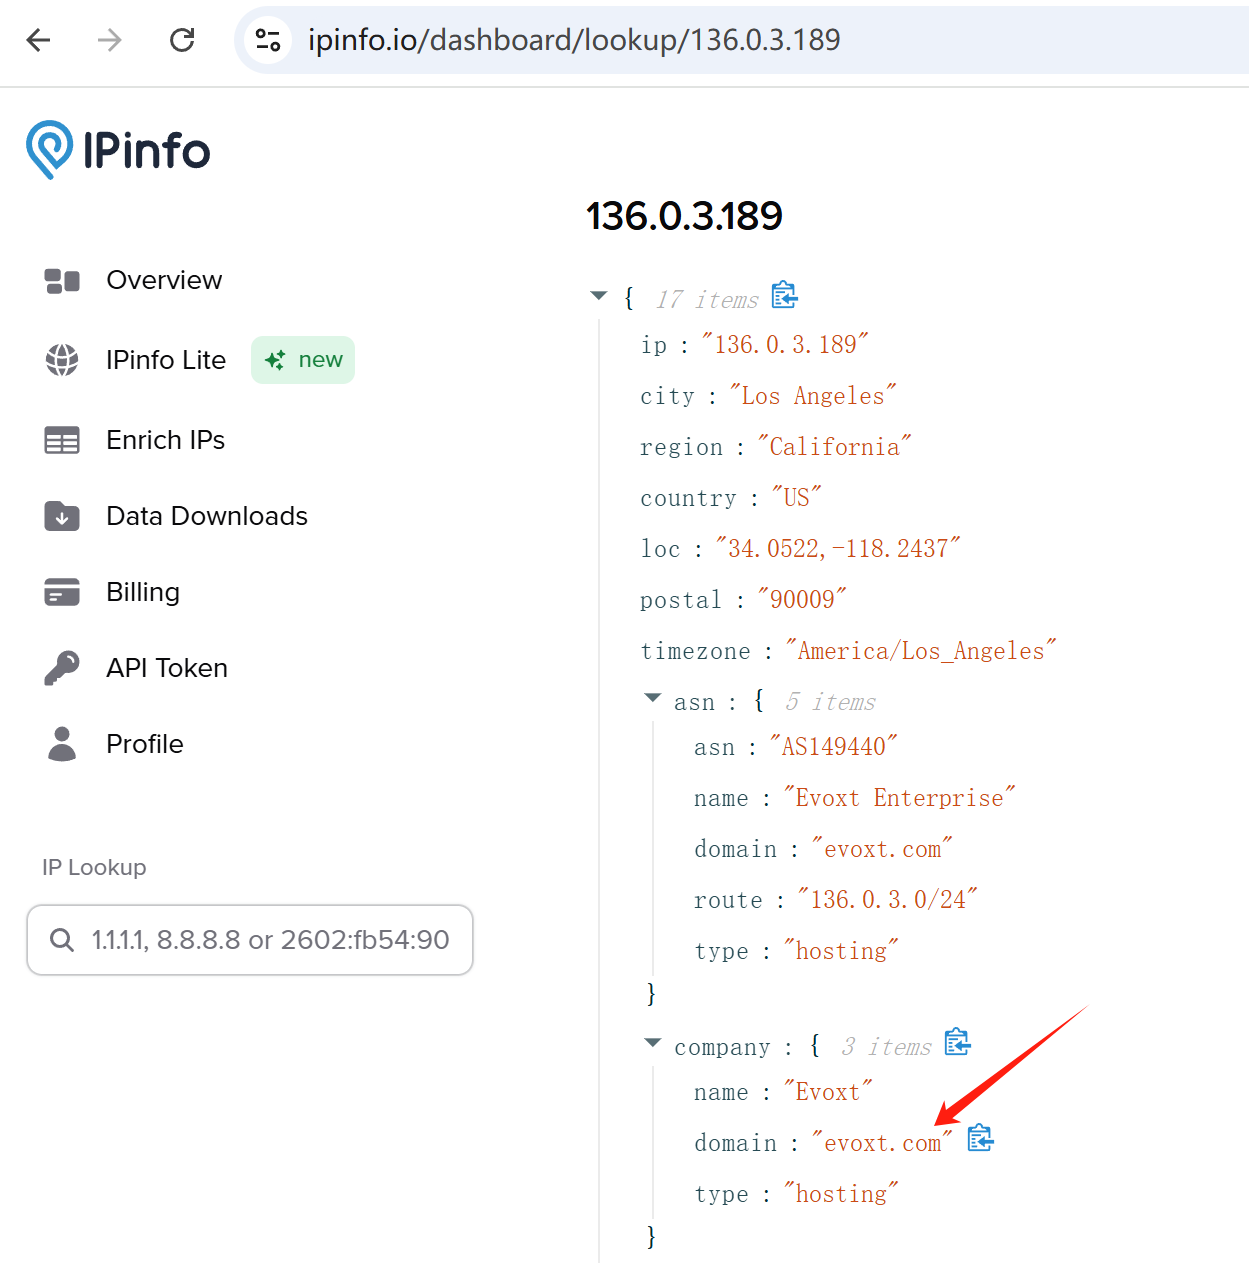 ipinfo.io/dashboard/lookup/136.0.3.189
IPinfo
Overview
IPinfo Lite new
Enrich IPs
Data Downloads
Billing
API Token
Profile
IP Lookup
1.1.1.1, 8.8.8.8 or 2602:fb54:90
136.0.3.189
{ 17 items
ip : "136.0.3.189"
city : "Los Angeles"
region : "California"
country : "US"
loc : "34.0522,-118.2437"
postal : "90009"
timezone : "America/Los_Angeles"
asn : { 5 items
asn : "AS149440"
name : "Evoxt Enterprise"
domain : "evoxt.com"
route : "136.0.3.0/24"
type : "hosting"
}
company : { 3 items
name : "Evoxt"
domain : "evoxt.com"
type : "hosting"
}